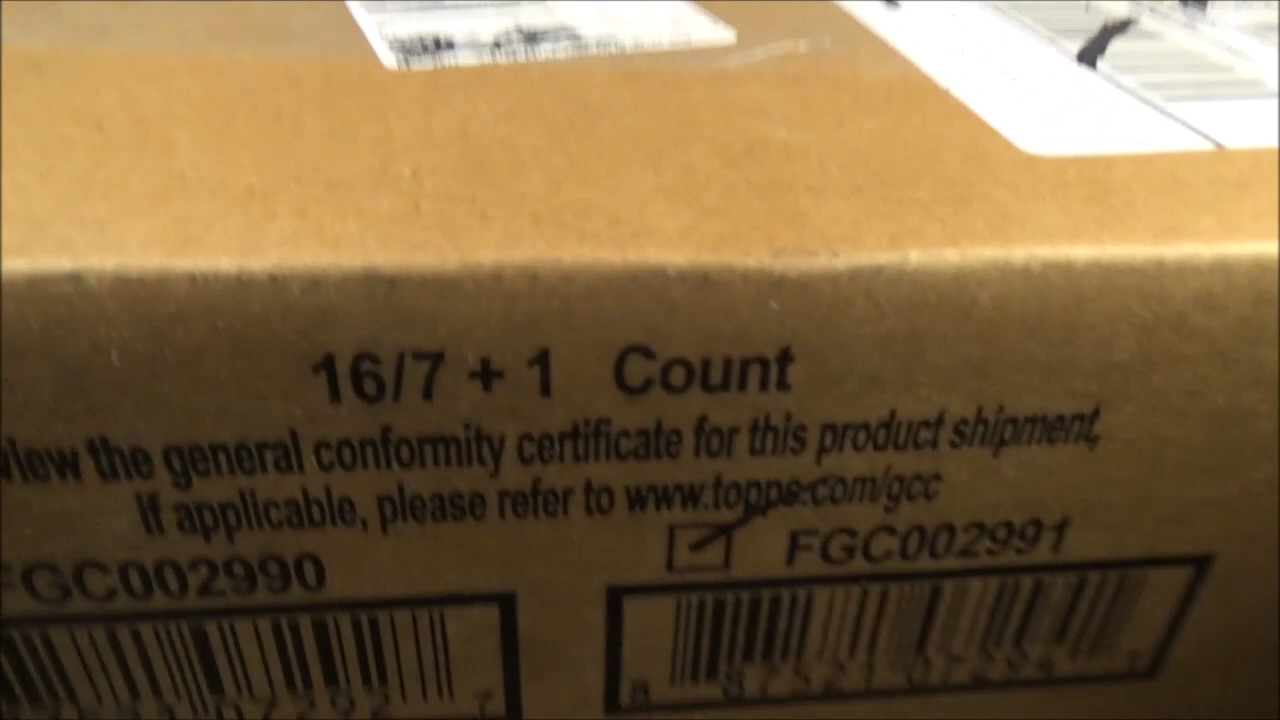 16/7 + 1 Count
view the general conformity certificate for this product shipment,
If applicable, please refer to www.topps.com/gcc
FGC002991
FGC002990